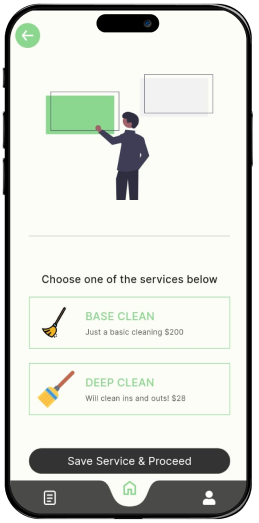 Choose one of the services below
BASE CLEAN
Just a basic cleaning $200
DEEP CLEAN
Will clean ins and outs! $28
Save Service & Proceed